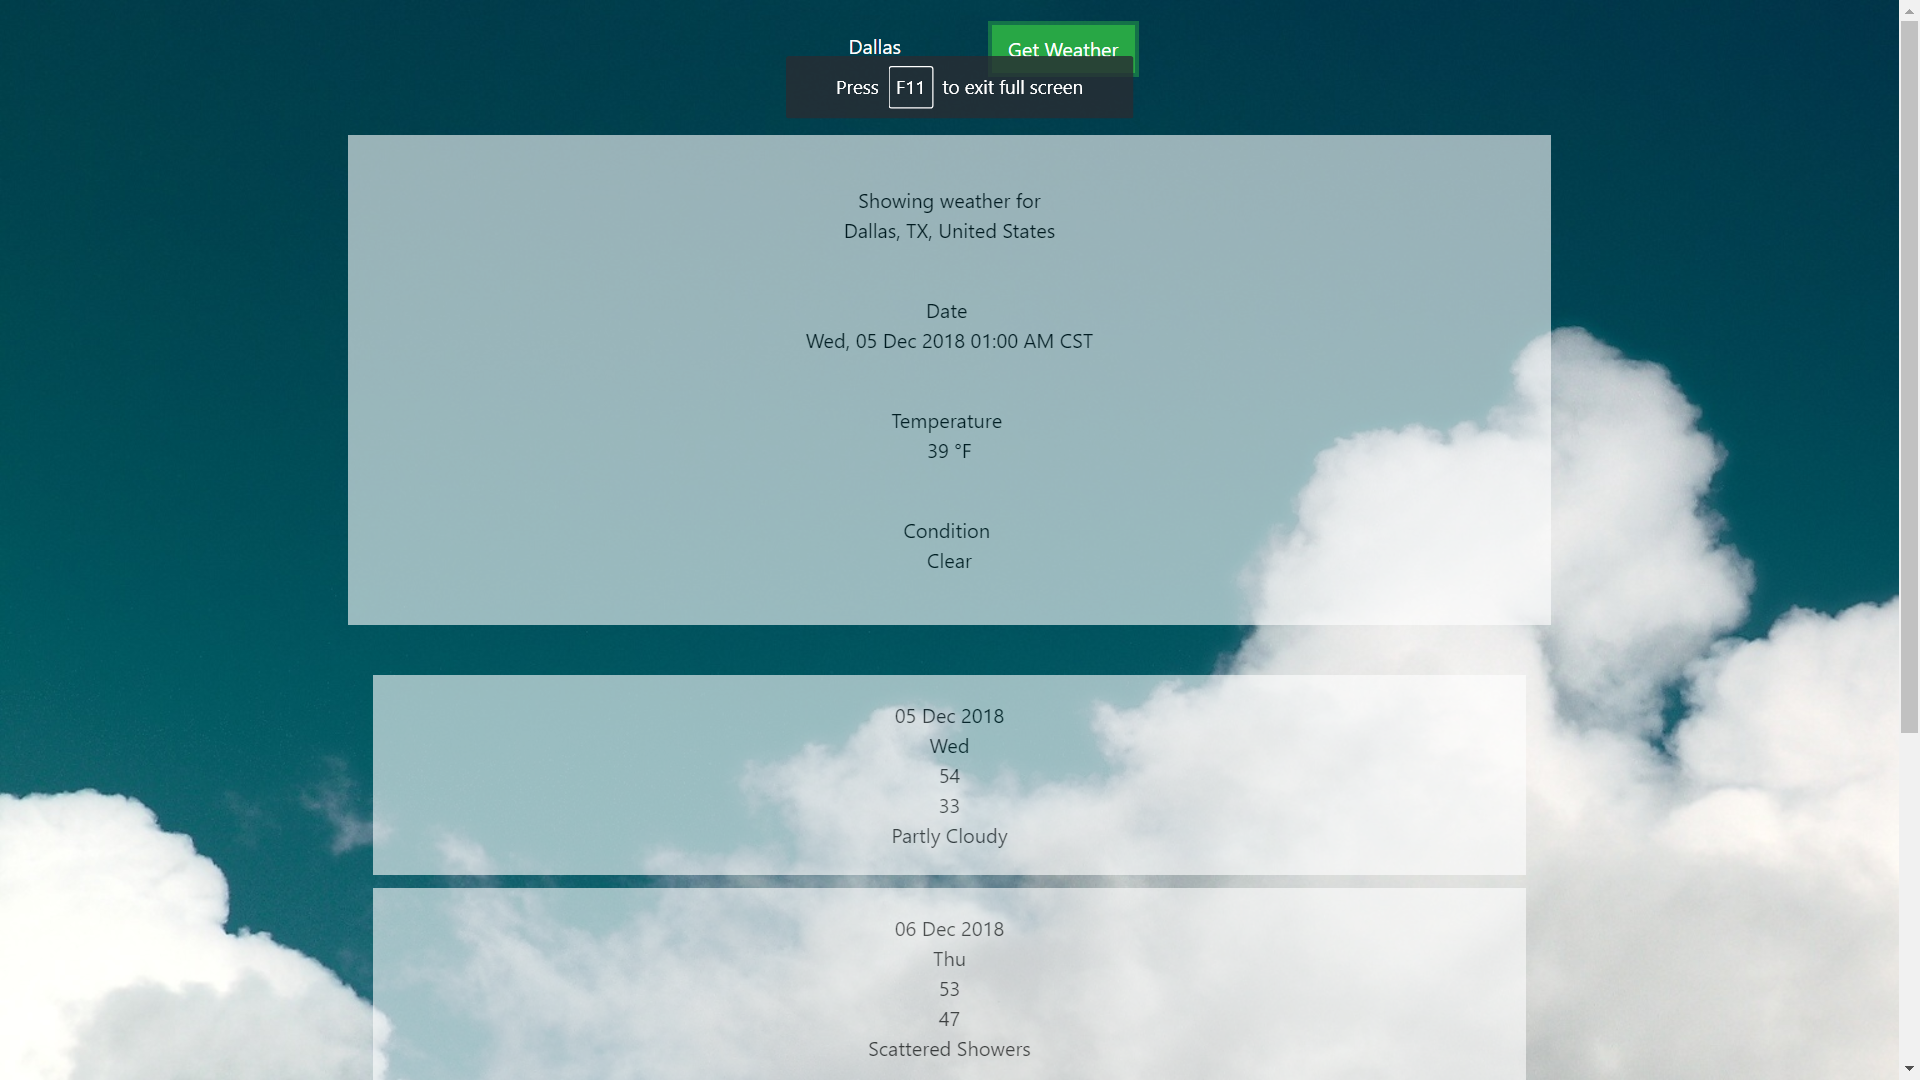 Dallas
Get Weather
Press F11 to exit full screen
Showing weather for
Dallas, TX, United States
Date
Wed, 05 Dec 2018 01:00 AM CST
Temperature
39 °F
Condition
Clear
05 Dec 2018
Wed
54
33
Partly Cloudy
06 Dec 2018
Thu
53
47
Scattered Showers